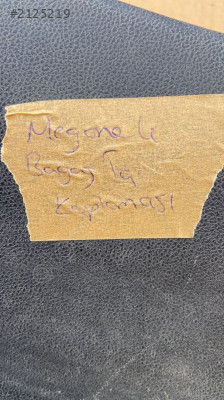 #2125219
Megane 4
Bagaj İç
Kaplaması